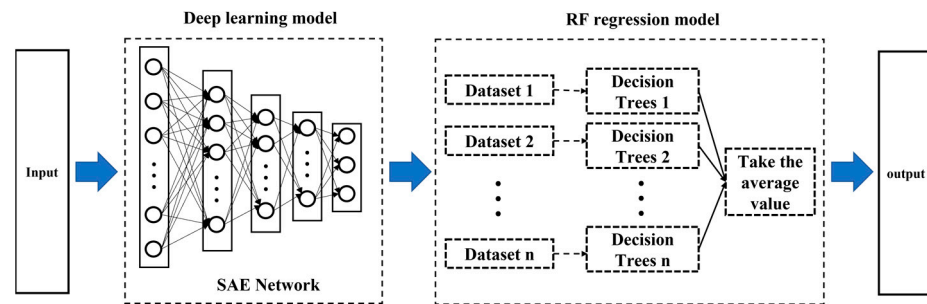 Deep learning model
RF regression model
Input
SAE Network
Dataset 1
Decision
Trees 1
Dataset 2
Decision
Trees 2
Dataset n
Decision
Trees n
Take the
average
value
output